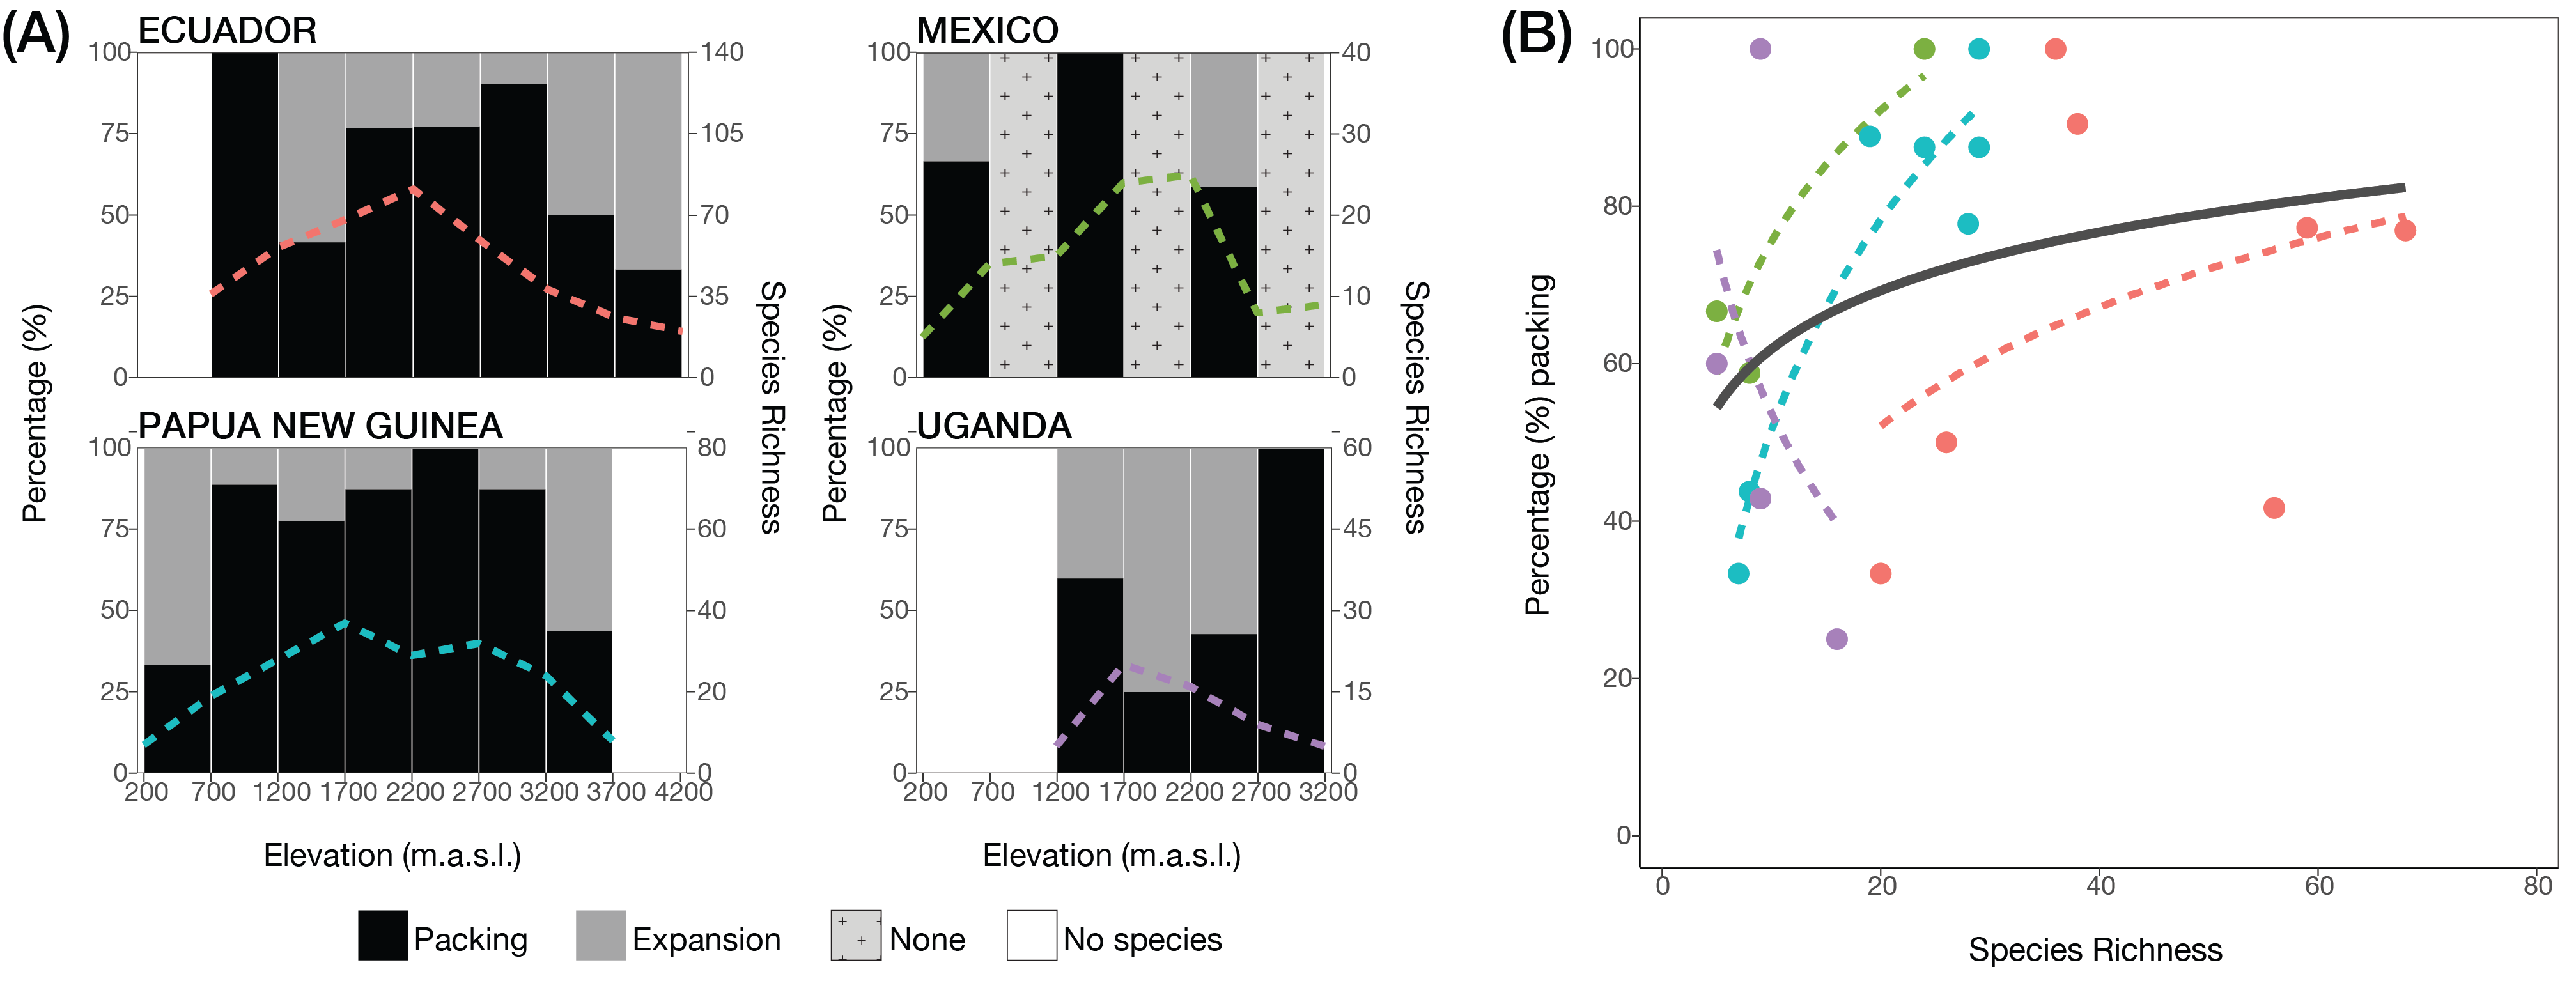 (A)
ECUADOR
100
75
50
25
0
140
105
70
35
0
Percentage (%)
Species Richness
MEXICO
100
75
50
25
0
40
30
20
10
0
Percentage (%)
Species Richness
PAPUA NEW GUINEA
100
75
50
25
0
80
60
40
20
0
200 700 1200 1700 2200 2700 3200 3700 4200
Elevation (m.a.s.l.)
UGANDA
100
75
50
25
0
60
45
30
15
0
200 700 1200 1700 2200 2700 3200
Elevation (m.a.s.l.)
Packing Expansion None No species
(B)
100
80
60
40
20
0
Percentage (%) packing
0 20 40 60 80
Species Richness